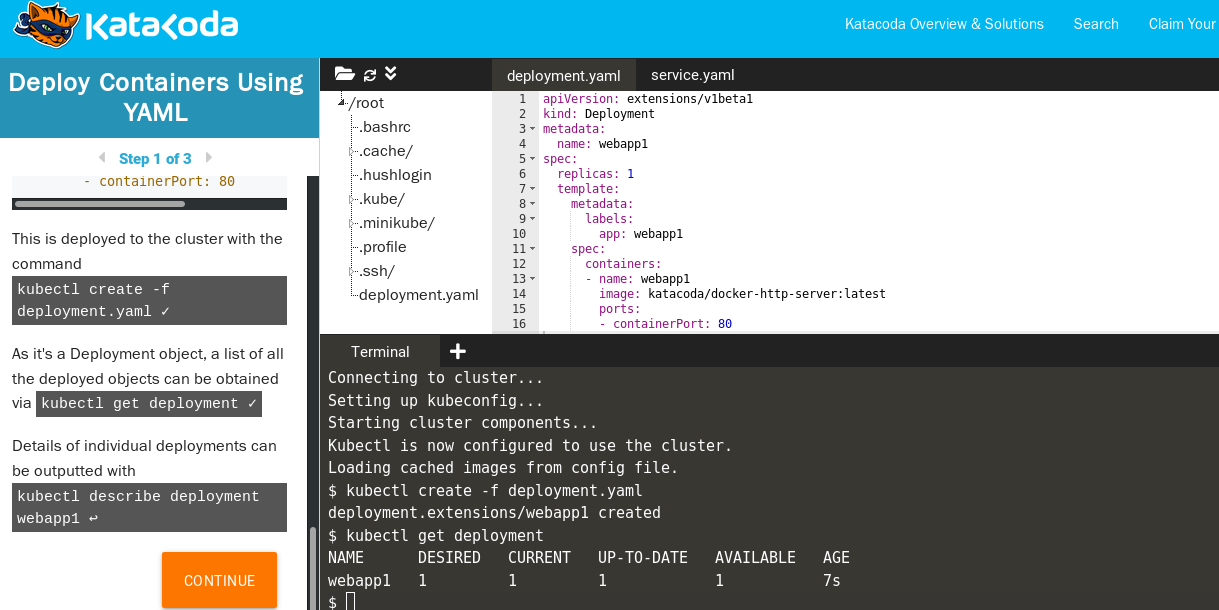 KataKoda
Katacoda Overview & Solutions
Search
Claim Your
Deploy Containers Using
YAML
Step 1 of 3
- containerPort: 80
This is deployed to the cluster with the
command
kubectl create -f
deployment.yaml ✓
As it's a Deployment object, a list of all
the deployed objects can be obtained
via kubectl get deployment ✓
Details of individual deployments can
be outputted with
kubectl describe deployment
webapp1 ↩
CONTINUE
/root
.bashrc
.cache/
.hushlogin
.kube/
.minikube/
.profile
.ssh/
deployment.yaml
deployment.yaml
service.yaml
1 apiVersion: extensions/v1beta1
2 kind: Deployment
3 metadata:
4   name: webapp1
5 spec:
6   replicas: 1
7   template:
8     metadata:
9       labels:
10         app: webapp1
11     spec:
12       containers:
13       - name: webapp1
14         image: katacoda/docker-http-server:latest
15         ports:
16         - containerPort: 80
Terminal
Connecting to cluster...
Setting up kubeconfig...
Starting cluster components...
Kubectl is now configured to use the cluster.
Loading cached images from config file.
$ kubectl create -f deployment.yaml
deployment.extensions/webapp1 created
$ kubectl get deployment
NAME      DESIRED   CURRENT   UP-TO-DATE   AVAILABLE   AGE
webapp1   1         1         1            1           7s
$